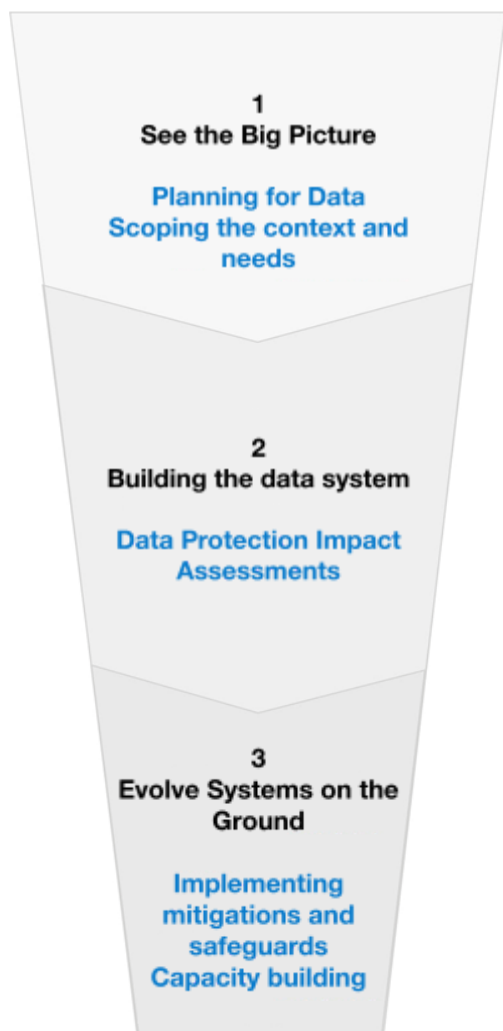 1
See the Big Picture
Planning for Data
Scoping the context and
needs
2
Building the data system
Data Protection Impact
Assessments
3
Evolve Systems on the
Ground
Implementing
mitigations and
safeguards
Capacity building